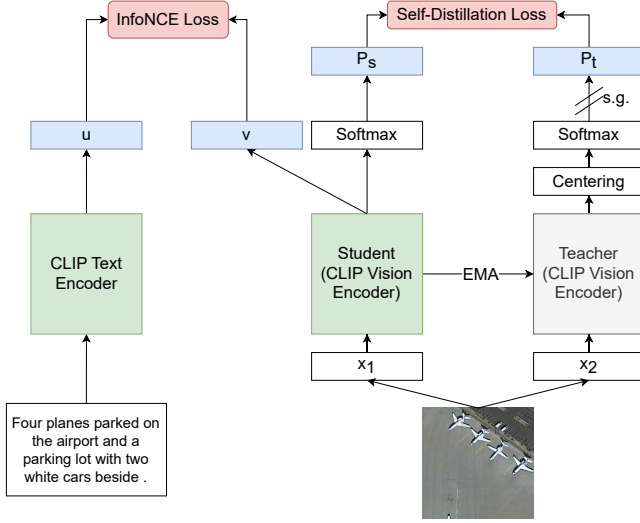 InfoNCE Loss
Self-Distillation Loss
Ps
Pt
s.g.
u
v
Softmax
Softmax
Centering
CLIP Text
Encoder
Student
(CLIP Vision
Encoder)
EMA
Teacher
(CLIP Vision
Encoder)
x1
x2
Four planes parked on
the airport and a
parking lot with two
white cars beside .